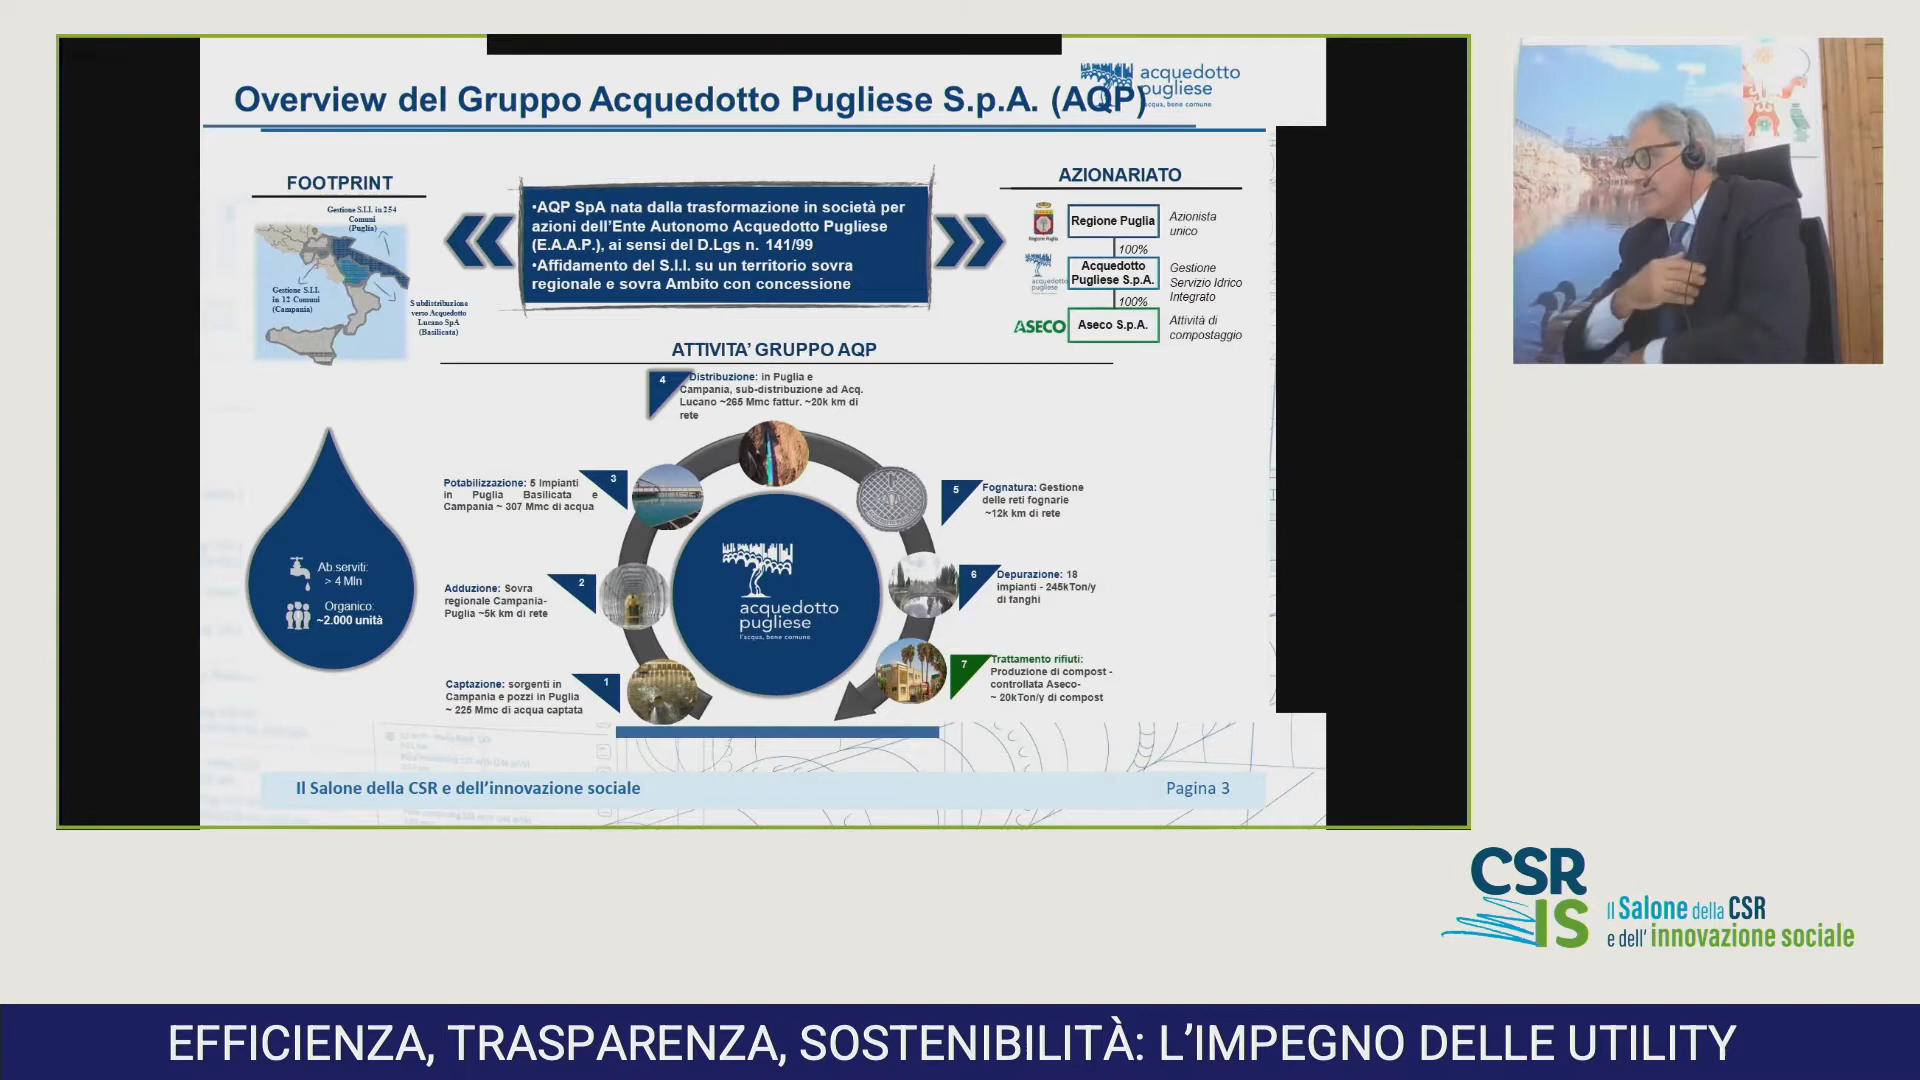 Overview del Gruppo Acquedotto Pugliese S.p.A. (AQP)
acquedotto
pugliese
acqua, bene comune
FOOTPRINT
Gestione S.I.I. in 254
Comuni
(Puglia)
Gestione S.I.I.
in 12 Comuni
(Campania)
Subdistribuzione
verso Acquedotto
Lucano SpA
(Basilicata)
•AQP SpA nata dalla trasformazione in società per
azioni dell'Ente Autonomo Acquedotto Pugliese
(E.A.A.P.), ai sensi del D.Lgs n. 141/99
•Affidamento del S.I.I. su un territorio sovra
regionale e sovra Ambito con concessione
AZIONARIATO
Regione Puglia
Regione Puglia
Azionista
unico
100%
acquedotto
pugliese
Acquedotto
Pugliese S.p.A.
Gestione
Servizio Idrico
Integrato
100%
ASECO
Aseco S.p.A.
Attività di
compostaggio
ATTIVITA' GRUPPO AQP
4
Distribuzione: in Puglia e
Campania, sub-distribuzione ad Acq.
Lucano ~265 Mmc fattur. ~20k km di
rete
Potabilizzazione: 5 Impianti
in Puglia Basilicata e
Campania ~ 307 Mmc di acqua
3
5
Fognatura: Gestione
delle reti fognarie
~12k km di rete
Ab.serviti:
> 4 Mln
Organico:
~2.000 unità
Adduzione: Sovra
regionale Campania-
Puglia ~5k km di rete
2
acquedotto
pugliese
l'acqua, bene comune
6
Depurazione: 18
impianti - 245kTon/y
di fanghi
Captazione: sorgenti in
Campania e pozzi in Puglia
~ 225 Mmc di acqua captata
1
7
Trattamento rifiuti:
Produzione di compost -
controllata Aseco-
~ 20kTon/y di compost
Il Salone della CSR e dell'innovazione sociale
Pagina 3
CSR
IS
Il Salone della CSR
e dell' innovazione sociale
EFFICIENZA, TRASPARENZA, SOSTENIBILITÀ: L'IMPEGNO DELLE UTILITY